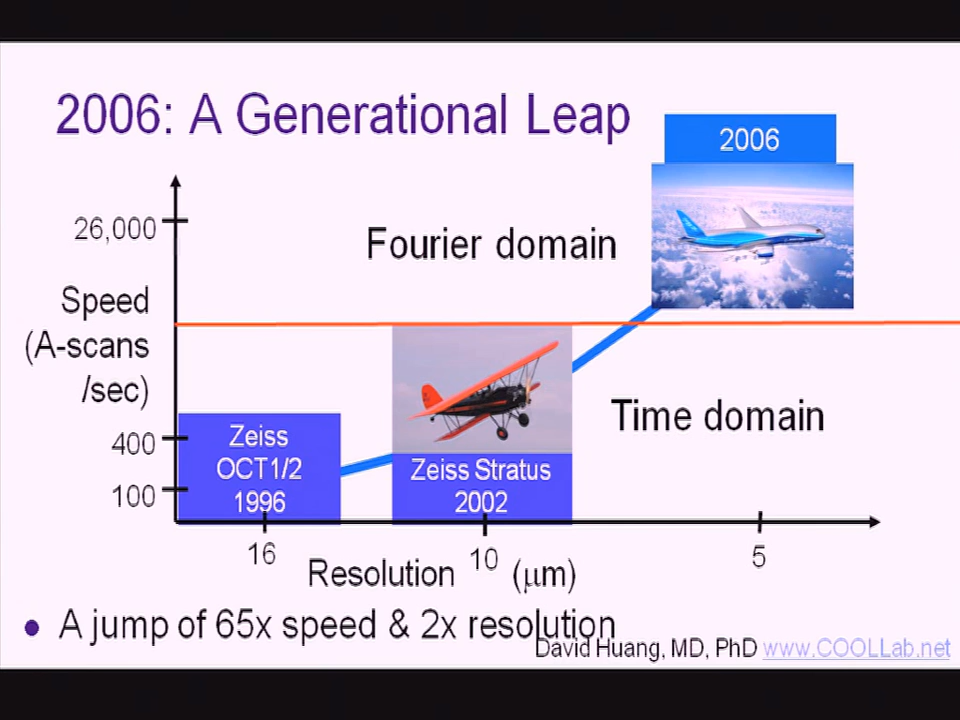 2006: A Generational Leap
2006
26,000
Fourier domain
Speed
(A-scans
/sec)
Time domain
400
100
Zeiss
OCT1/2
1996
Zeiss Stratus
2002
16
10
5
Resolution (μm)
• A jump of 65x speed & 2x resolution
David Huang, MD, PhD www.COOLLab.net